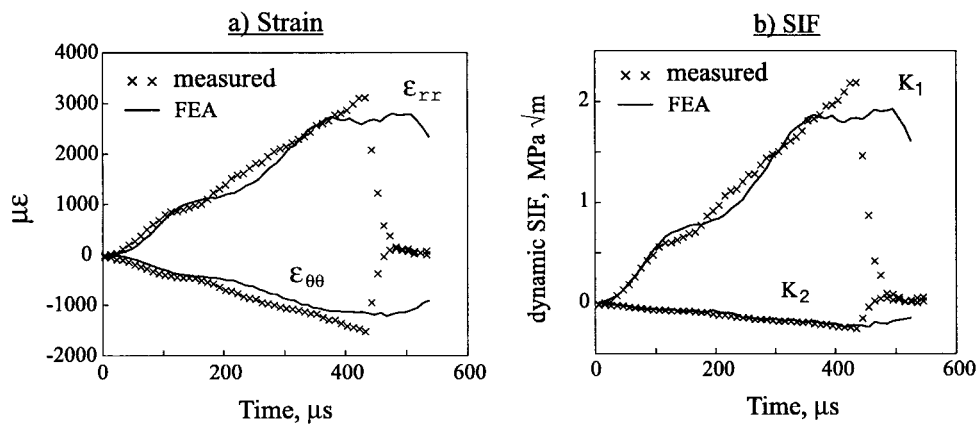 a) Strain
4000
3000
2000
1000
0
-1000
-2000
με
× × measured
FEA
εrr
εθθ
0
200
400
600
Time, μs
b) SIF
2
1
0
dynamic SIF, MPa √m
×× measured
FEA
K1
K2
0
200
400
600
Time, μs